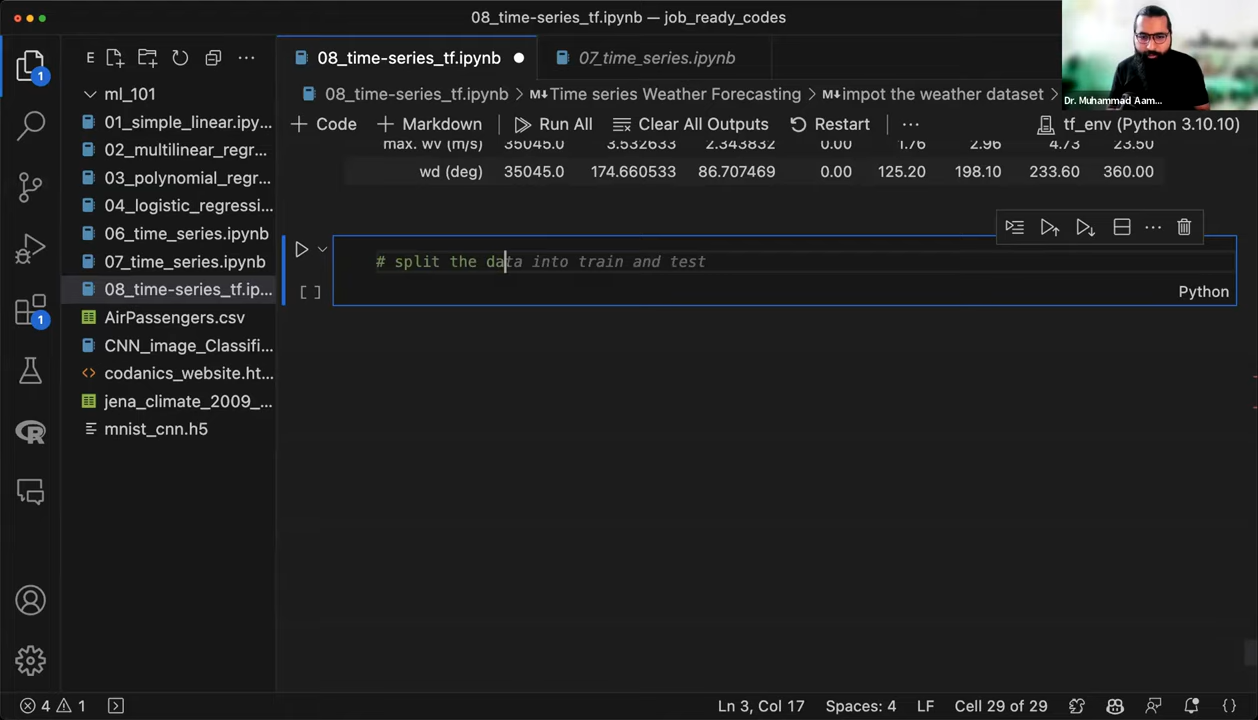 08_time-series_tf.ipynb — job_ready_codes
E
08_time-series_tf.ipynb
07_time_series.ipynb
ml_101
01_simple_linear.ipy...
02_multilinear_regr...
03_polynomial_regr...
04_logistic_regressi...
06_time_series.ipynb
07_time_series.ipynb
08_time-series_tf.ip...
AirPassengers.csv
CNN_image_Classifi...
codanics_website.ht...
jena_climate_2009_...
mnist_cnn.h5
1
1
08_time-series_tf.ipynb > M↓Time series Weather Forecasting > M↓impot the weather dataset >
+ Code + Markdown Run All Clear All Outputs Restart ... tf_env (Python 3.10.10)
max. wv (m/s) 35045.0 3.532633 2.343832 0.00 1.76 2.96 4.73 23.50
wd (deg) 35045.0 174.660533 86.707469 0.00 125.20 198.10 233.60 360.00
# split the data into train and test
[ ]
Python
Dr. Muhammad Aam...
4 1 Ln 3, Col 17 Spaces: 4 LF Cell 29 of 29